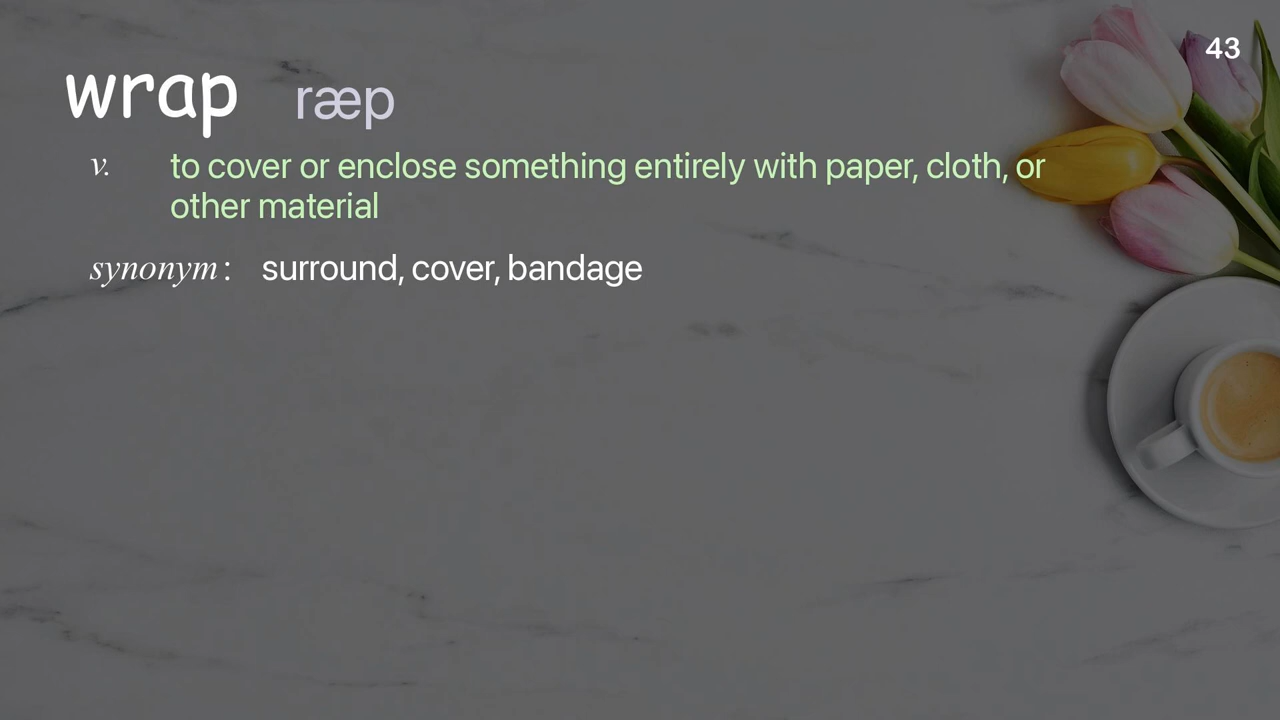 43
wrap ræp
v. to cover or enclose something entirely with paper, cloth, or
other material
synonym: surround, cover, bandage